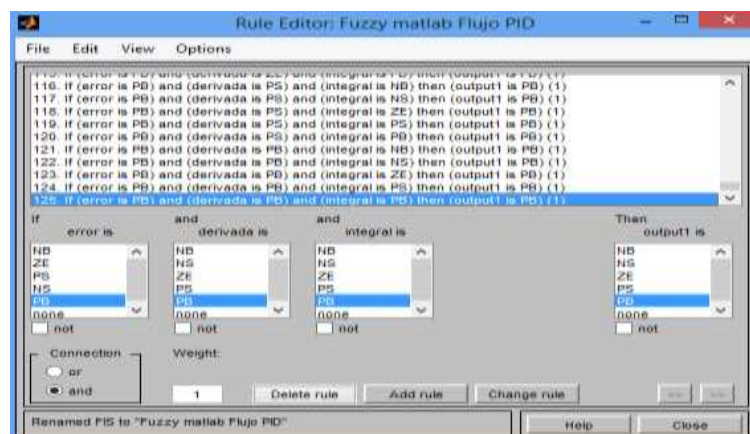 Rule Editor: Fuzzy matlab Flujo PID
File Edit View Options
116. If (error is PB) and (derivada is PS) and (integral is NB) then (output1 is PB) (1)
117. If (error is PB) and (derivada is PS) and (integral is NS) then (output1 is PB) (1)
118. If (error is PB) and (derivada is PS) and (integral is ZE) then (output1 is PB) (1)
119. If (error is PB) and (derivada is PS) and (integral is PS) then (output1 is PB) (1)
120. If (error is PB) and (derivada is PS) and (integral is PB) then (output1 is PB) (1)
121. If (error is PB) and (derivada is PB) and (integral is NB) then (output1 is PB) (1)
122. If (error is PB) and (derivada is PB) and (integral is NS) then (output1 is PB) (1)
123. If (error is PB) and (derivada is PB) and (integral is ZE) then (output1 is PB) (1)
124. If (error is PB) and (derivada is PB) and (integral is PS) then (output1 is PB) (1)
125. If (error is PB) and (derivada is PB) and (integral is PB) then (output1 is PB) (1)
If and and Then
error is derivada is integral is output1 is
NB NB NB NB
ZE NS NS NS
PS ZE ZE ZE
NS PS PS PS
PB PB PB PB
none none none none
not not not not
Connection Weight:
or
and 1 Delete rule Add rule Change rule << >>
Renamed FIS to "Fuzzy matlab Flujo PID" Help Close